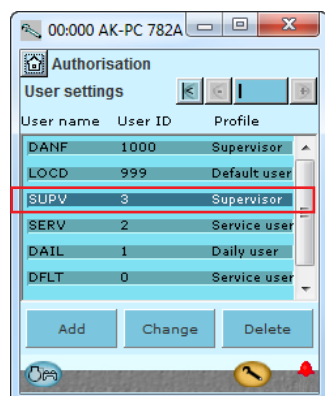 00:000 AK-PC 782A
Authorisation
User settings
User name User ID Profile
DANF 1000 Supervisor
LOCD 999 Default user
SUPV 3 Supervisor
SERV 2 Service user
DAIL 1 Daily user
DFLT 0 Service user
Add Change Delete